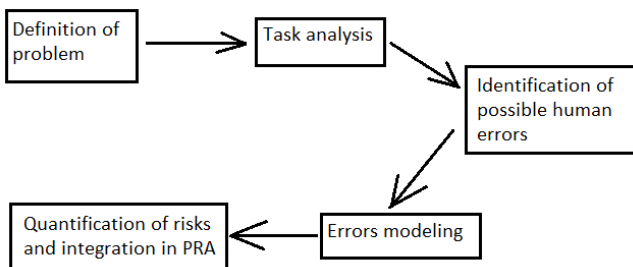 Definition of
problem
Task analysis
Identification of
possible human
errors
Errors modeling
Quantification of risks
and integration in PRA